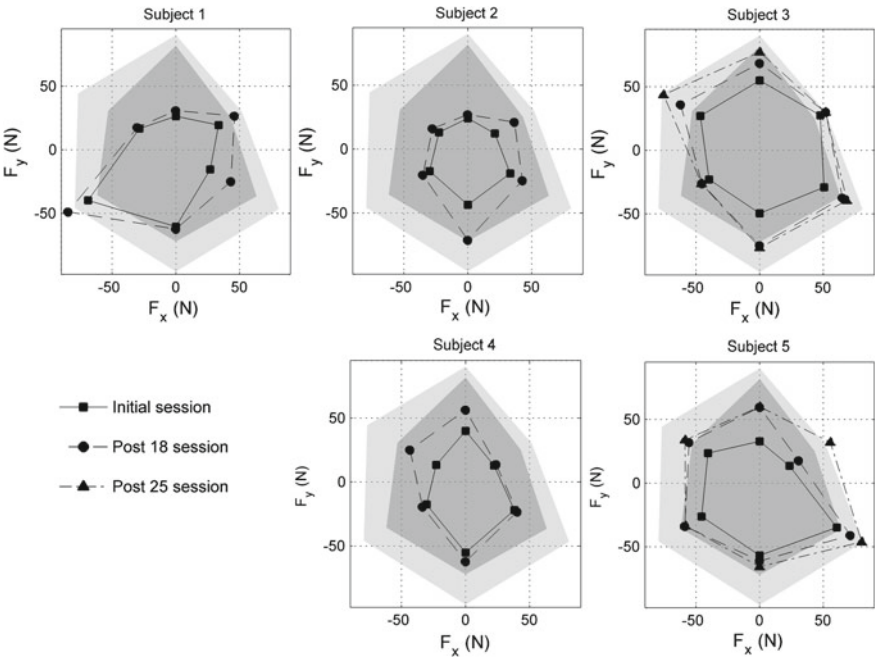 Subject 1
50
0
-50
-50
0
50
F_y (N)
F_x (N)
Subject 2
50
0
-50
-50
0
50
F_y (N)
F_x (N)
Subject 3
50
0
-50
-50
0
50
F_y (N)
F_x (N)
Initial session
Post 18 session
Post 25 session
Subject 4
50
0
-50
-50
0
50
F_y (N)
F_x (N)
Subject 5
50
0
-50
-50
0
50
F_y (N)
F_x (N)